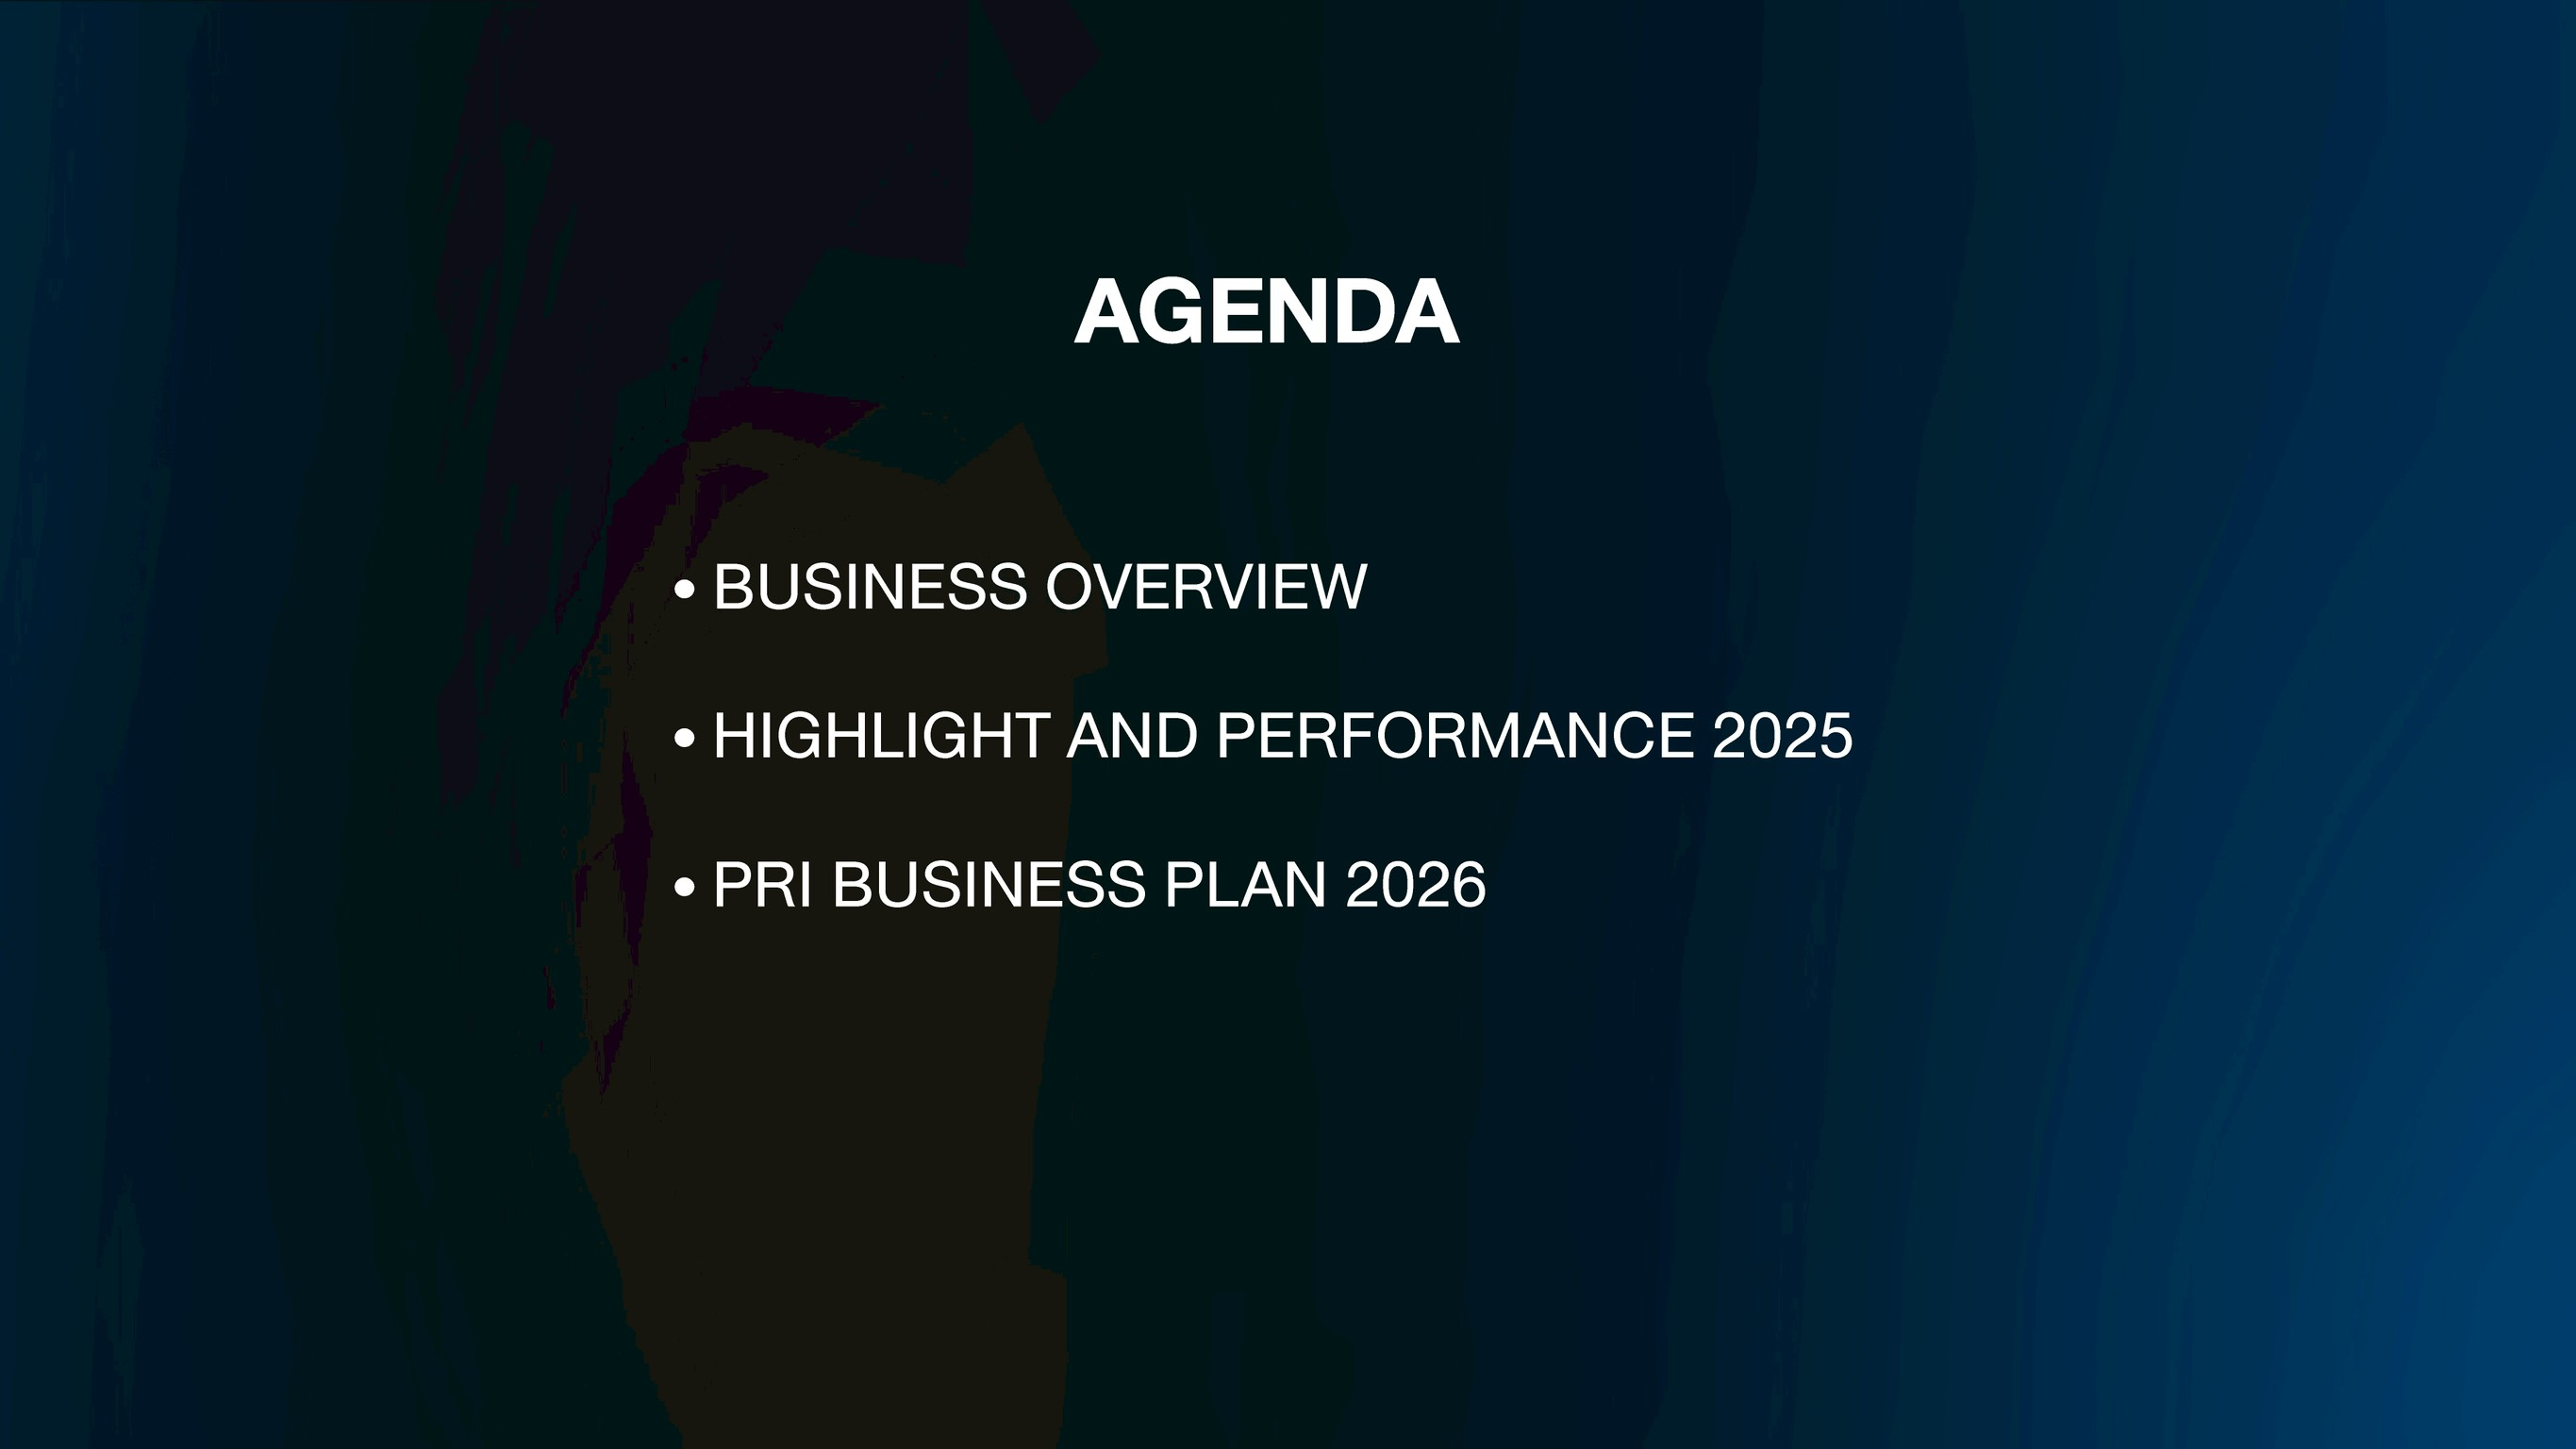 AGENDA
• BUSINESS OVERVIEW
• HIGHLIGHT AND PERFORMANCE 2025
• PRI BUSINESS PLAN 2026